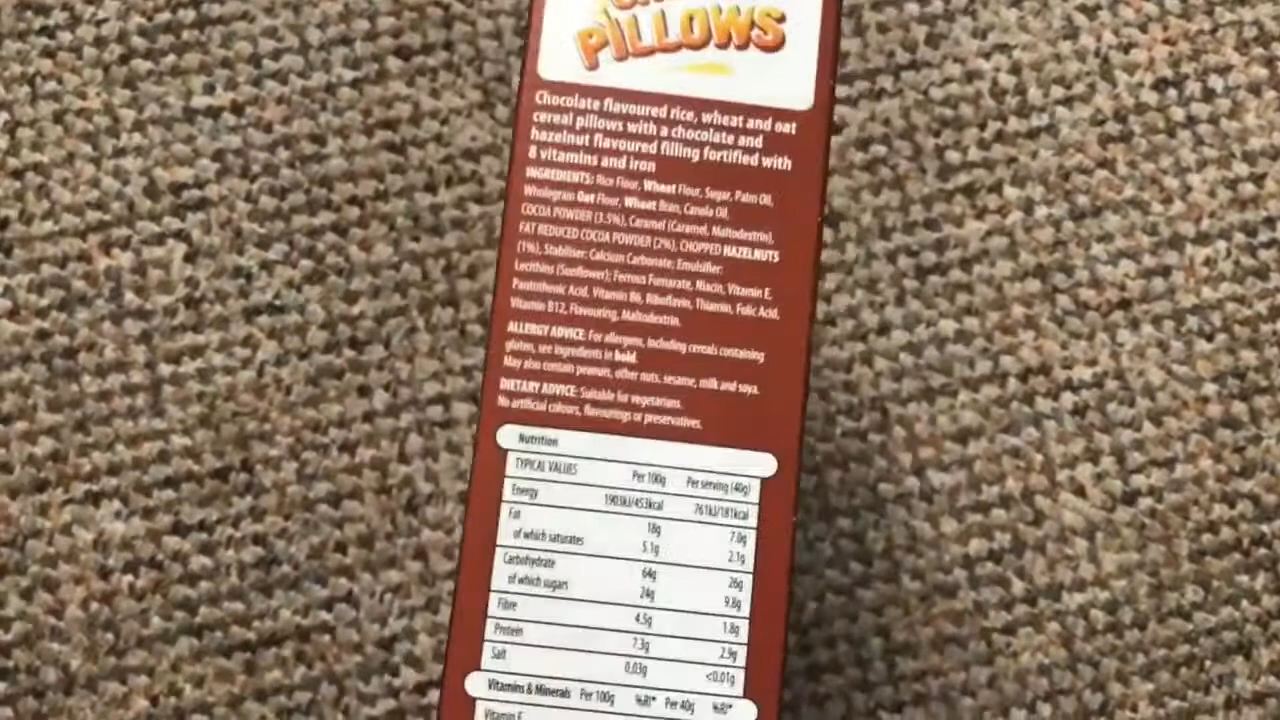 PILLOWS
Chocolate flavoured rice, wheat and oat
cereal pillows with a chocolate and
hazelnut flavoured filling fortified with
8 vitamins and iron
INGREDIENTS: Rice Flour, Wheat Flour, Sugar, Palm Oil,
Wholegrain Oat Flour, Wheat Bran, Canola Oil,
COCOA POWDER (3.5%), Caramel (Caramel, Maltodextrin),
FAT REDUCED COCOA POWDER (2%), CHOPPED HAZELNUTS
(1%), Stabiliser: Calcium Carbonate; Emulsifier:
Lecithins (Sunflower); Ferrous Fumarate, Niacin, Vitamin E,
Pantothenic Acid, Vitamin B6, Riboflavin, Thiamin, Folic Acid,
Vitamin B12, Flavouring, Maltodextrin.
ALLERGY ADVICE: For allergens, including cereals containing
gluten, see ingredients in bold.
May also contain peanuts, other nuts, sesame, milk and soya.
DIETARY ADVICE: Suitable for vegetarians.
No artificial colours, flavourings or preservatives.
Nutrition
TYPICAL VALUES Per 100g Per serving (40g)
Energy 1903kJ/453kcal 761kJ/181kcal
Fat 18g 7.0g
of which saturates 5.1g 2.1g
Carbohydrate 64g 26g
of which sugars 24g 9.8g
Fibre 4.5g 1.8g
Protein 7.3g 2.9g
Salt 0.03g <0.01g
Vitamins & Minerals Per 100g %RI* Per 40g %RI*
Vitamin E